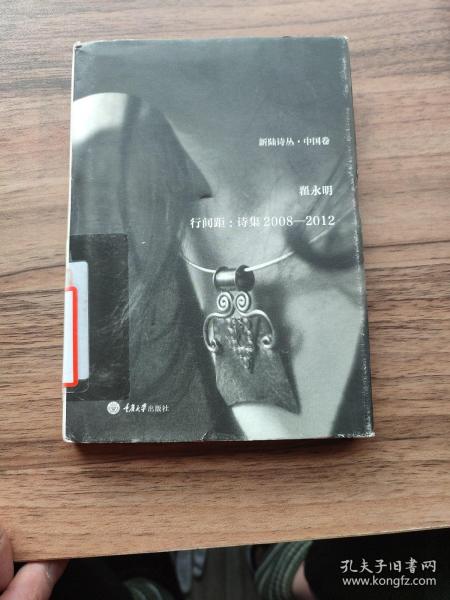 新陆诗丛·中国卷
翟永明
行间距：诗集 2008—2012
重庆大学出版社
孔夫子旧书网
www.kongfz.com